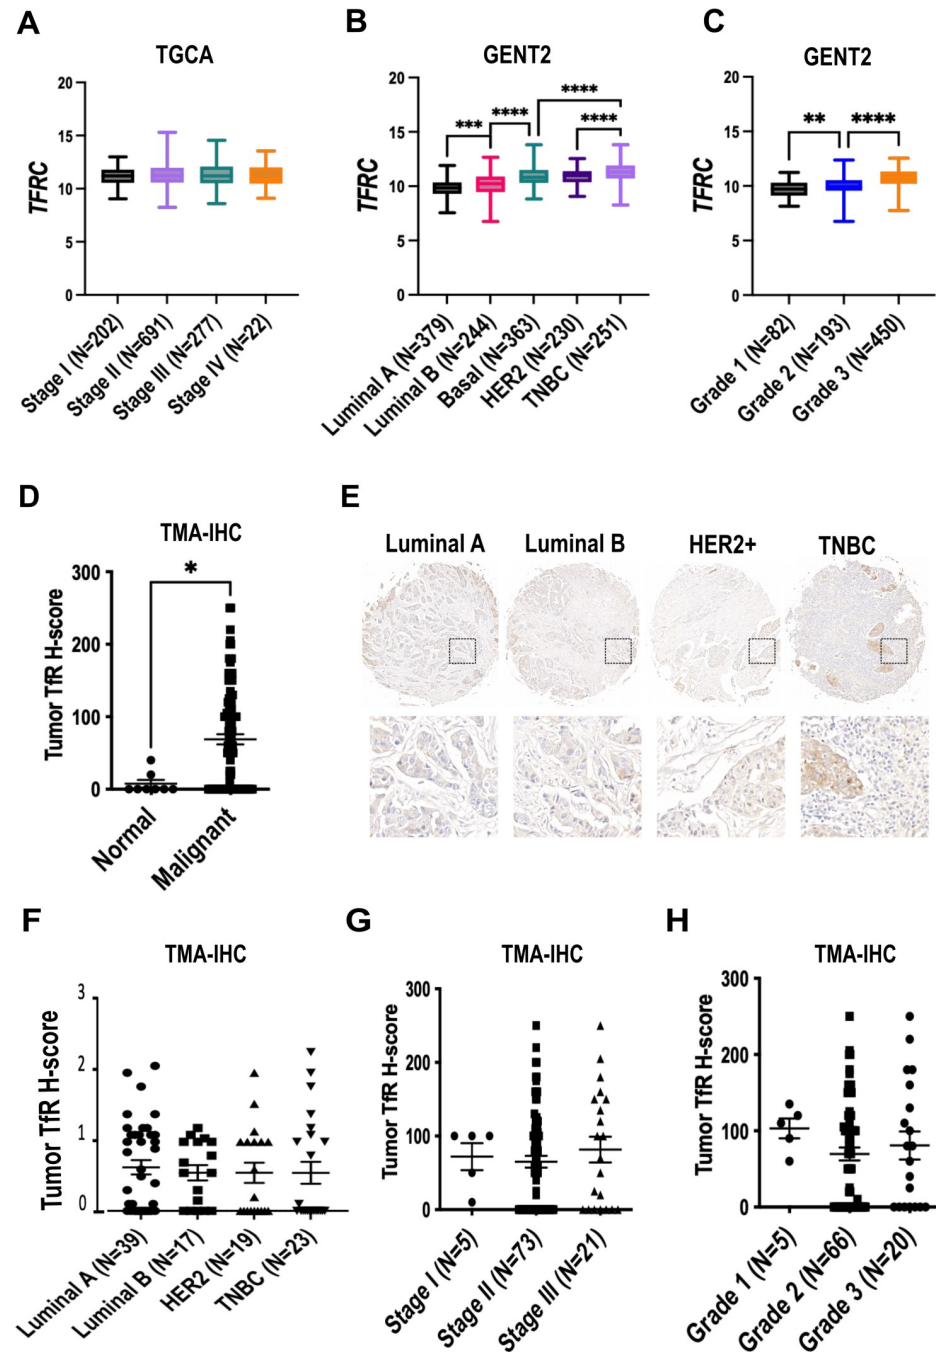 A
B
C
TGCA
GENT2
GENT2
TFRC
20
15
10
5
0
Stage I (N=202)
Stage II (N=691)
Stage III (N=277)
Stage IV (N=22)
TFRC
20
15
10
5
0
*** **** **** ****
Luminal A (N=379)
Luminal B (N=244)
Basal (N=363)
HER2 (N=230)
TNBC (N=251)
TFRC
20
15
10
5
0
** ****
Grade 1 (N=82)
Grade 2 (N=193)
Grade 3 (N=450)
D
TMA-IHC
Tumor TfR H-score
300
200
100
0
*
Normal
Malignant
E
Luminal A
Luminal B
HER2+
TNBC
F
TMA-IHC
Tumor TfR H-score
3
2
1
0
Luminal A (N=39)
Luminal B (N=17)
HER2 (N=19)
TNBC (N=23)
G
TMA-IHC
Tumor TfR H-score
300
200
100
0
Stage I (N=5)
Stage II (N=73)
Stage III (N=21)
H
TMA-IHC
Tumor TfR H-score
300
200
100
0
Grade 1 (N=5)
Grade 2 (N=66)
Grade 3 (N=20)